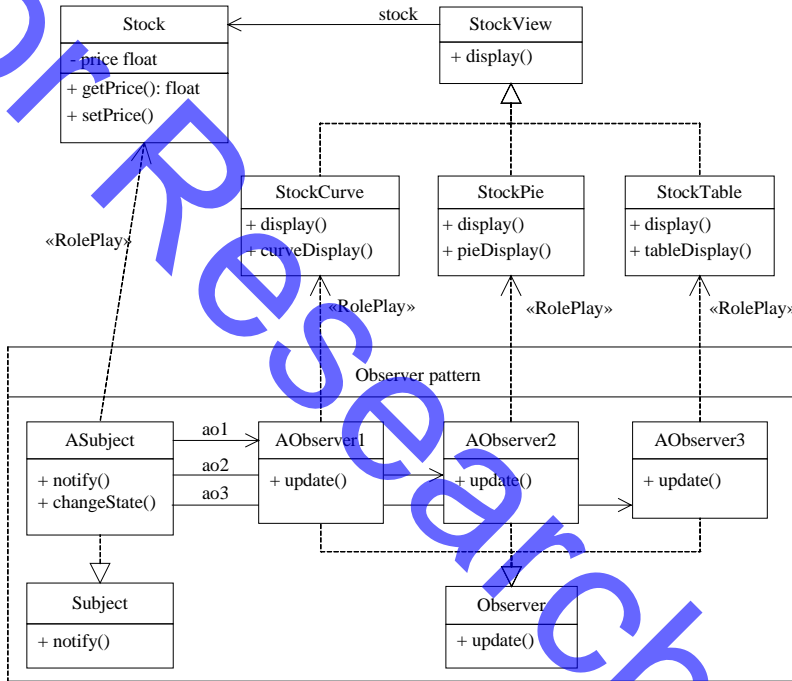 Stock
- price float
+ getPrice(): float
+ setPrice()
stock
StockView
+ display()
StockCurve
+ display()
+ curveDisplay()
StockPie
+ display()
+ pieDisplay()
StockTable
+ display()
+ tableDisplay()
«RolePlay»
«RolePlay»
«RolePlay»
«RolePlay»
Observer pattern
ASubject
+ notify()
+ changeState()
ao1
ao2
ao3
AObserver1
+ update()
AObserver2
+ update()
AObserver3
+ update()
Subject
+ notify()
Observer
+ update()
or Research